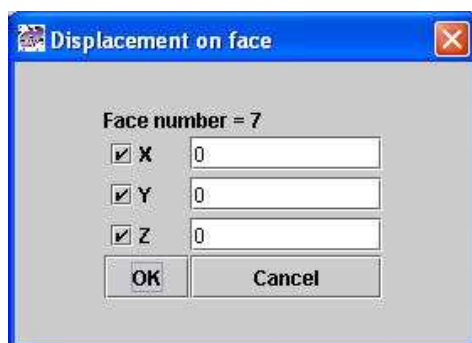 Displacement on face
Face number = 7
X 0
Y 0
Z 0
OK Cancel